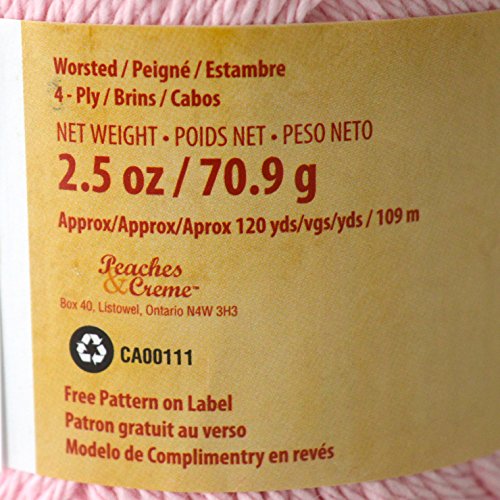 Worsted / Peigné / Estambre
4 - Ply / Brins / Cabos
NET WEIGHT • POIDS NET • PESO NETO
2.5 oz / 70.9 g
Approx/Approx/Aprox 120 yds/vgs/yds / 109 m
Peaches
& Creme™
Box 40, Listowel, Ontario N4W 3H3
CA00111
Free Pattern on Label
Patron gratuit au verso
Modelo de Complimentry en revés